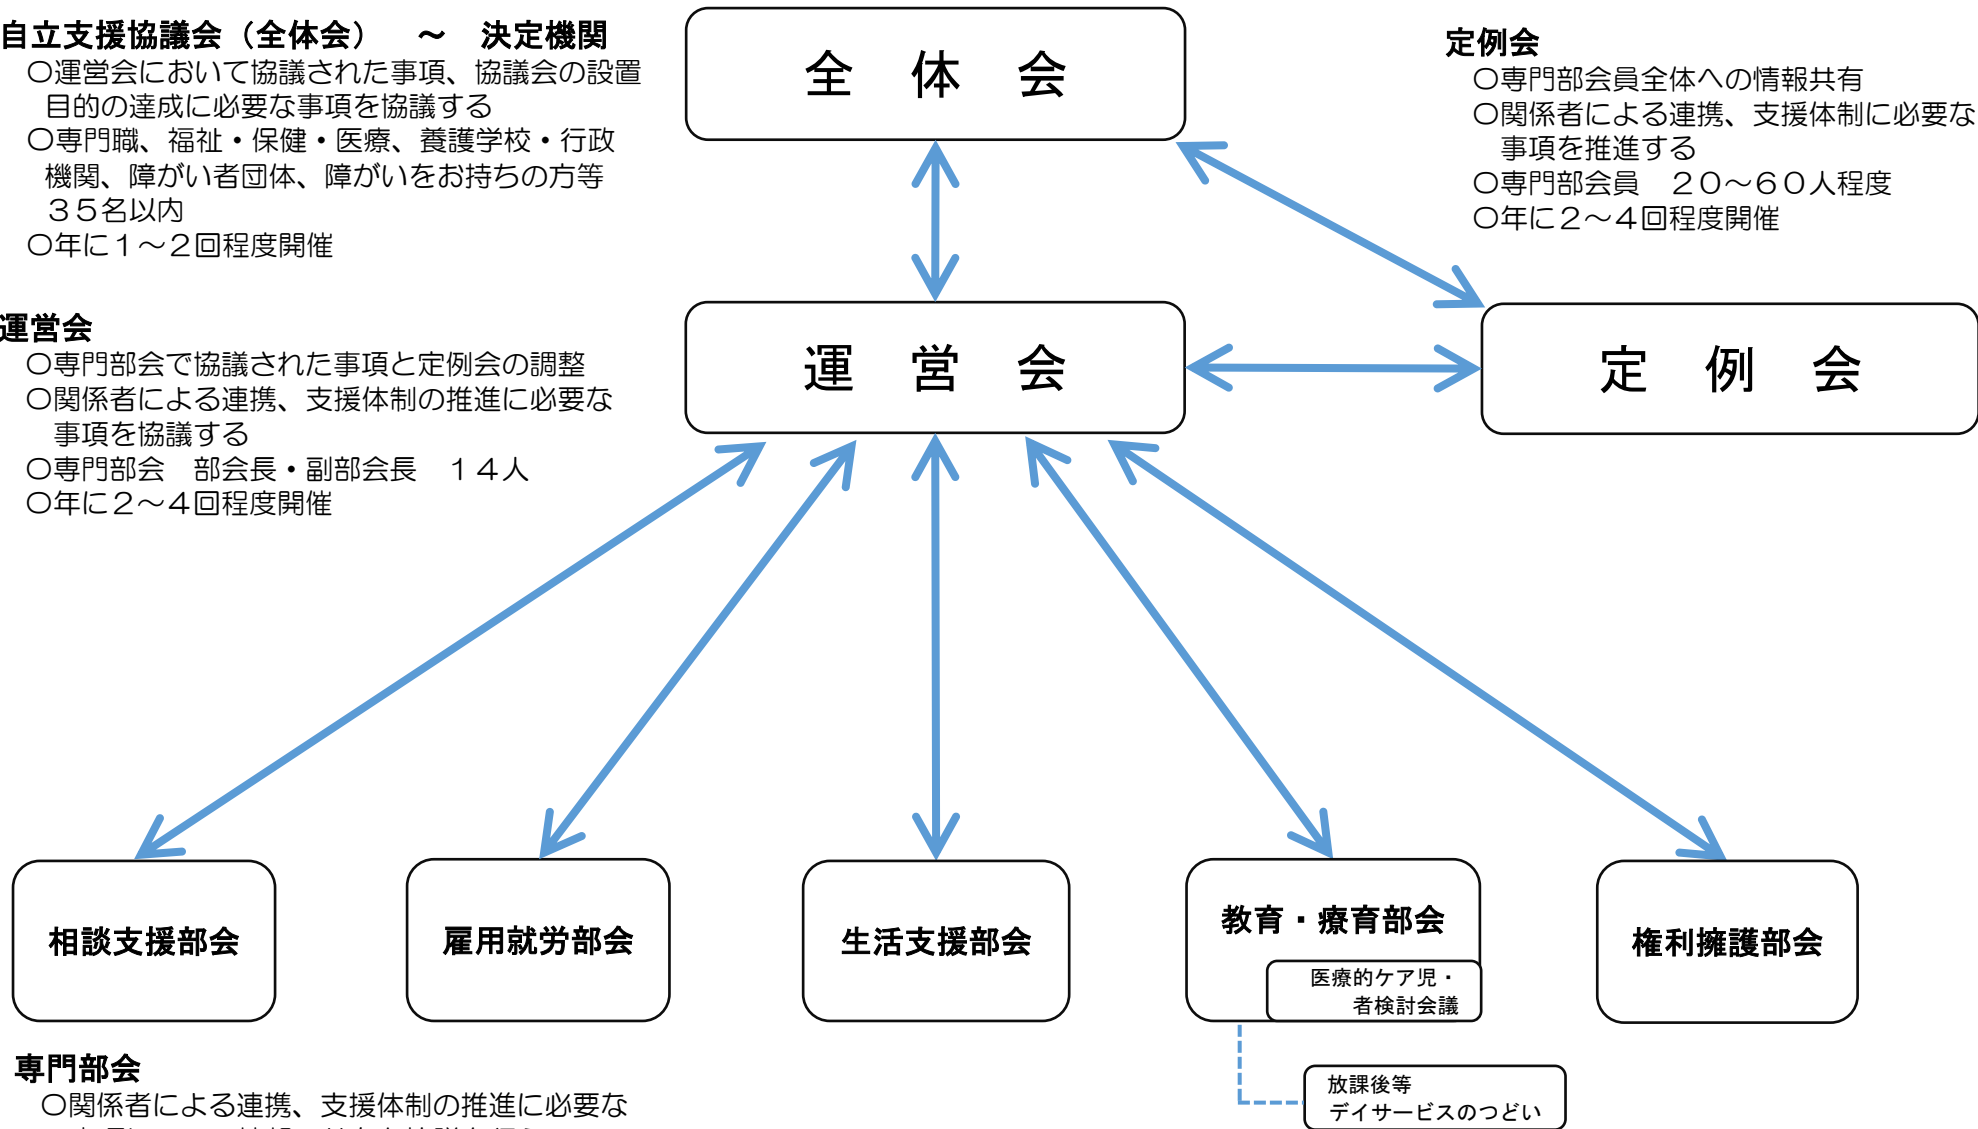 自立支援協議会（全体会）　～　決定機関
〇運営会において協議された事項、協議会の設置
目的の達成に必要な事項を協議する
〇専門職、福祉・保健・医療、養護学校・行政
機関、障がい者団体、障がいをお持ちの方等
３５名以内
〇年に１～２回程度開催
全　体　会
定例会
〇専門部会員全体への情報共有
〇関係者による連携、支援体制に必要な
事項を推進する
〇専門部会員　２０～６０人程度
〇年に２～４回程度開催
運営会
〇専門部会で協議された事項と定例会の調整
〇関係者による連携、支援体制の推進に必要な
事項を協議する
〇専門部会　部会長・副部会長　１４人
〇年に２～４回程度開催
運　営　会
定　例　会
相談支援部会
雇用就労部会
生活支援部会
教育・療育部会
医療的ケア児・
者検討会議
権利擁護部会
放課後等
デイサービスのつどい
専門部会
〇関係者による連携、支援体制の推進に必要な